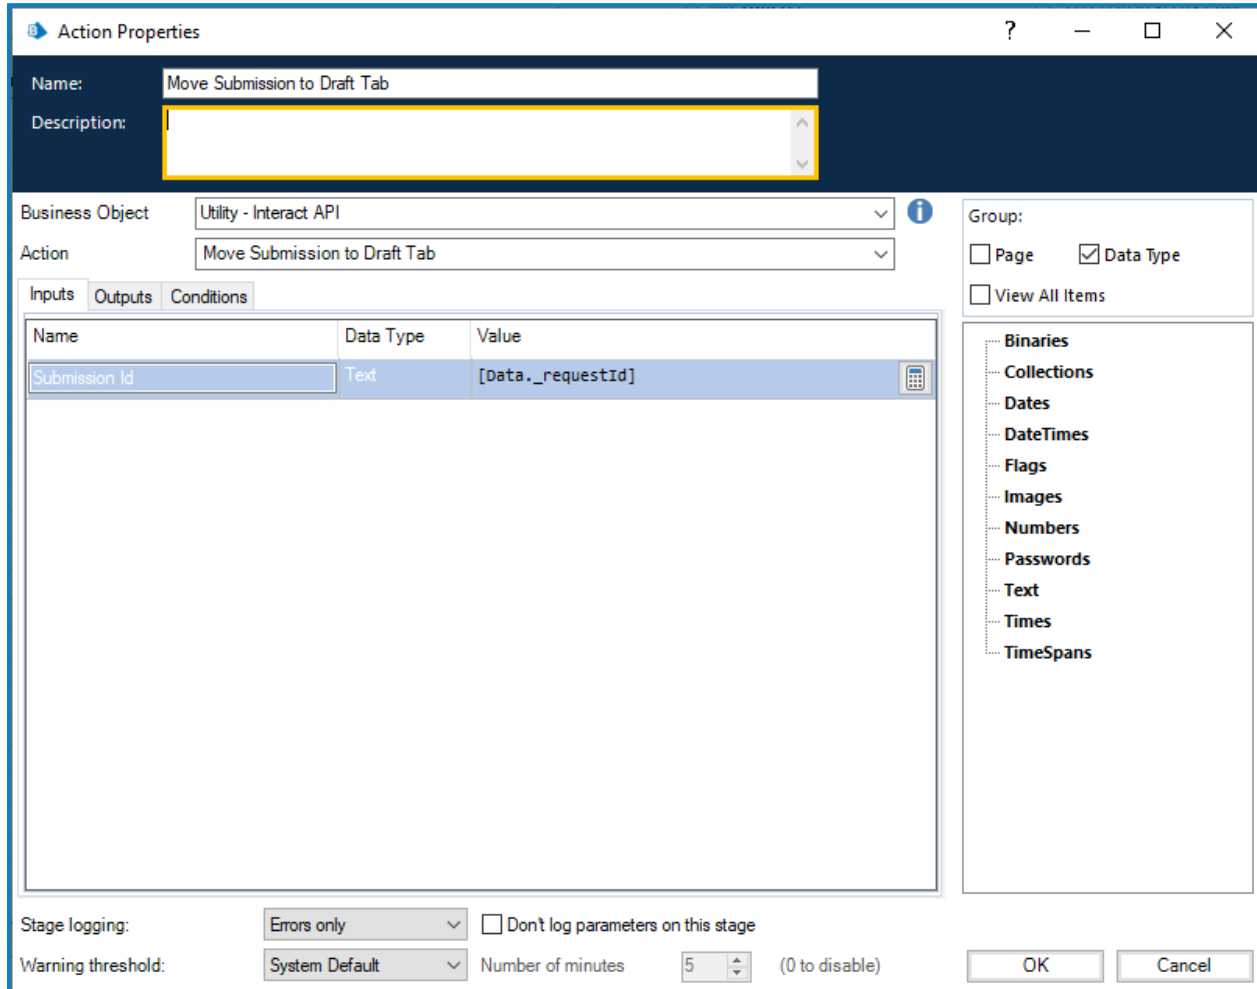 Action Properties
?
Name: Move Submission to Draft Tab
Description:
Business Object Utility - Interact API
Action Move Submission to Draft Tab
Inputs Outputs Conditions
Name Data Type Value
Submission Id Text [Data._requestId]
Group:
Page Data Type
View All Items
Binaries
Collections
Dates
DateTimes
Flags
Images
Numbers
Passwords
Text
Times
TimeSpans
Stage logging: Errors only Don't log parameters on this stage
Warning threshold: System Default Number of minutes 5 (0 to disable)
OK Cancel